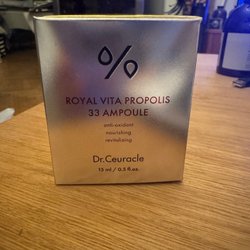 ROYAL VITA PROPOLIS
33 AMPOULE
anti-oxidant
nourishing
revitalizing
Dr.Ceuracle
15 ml / 0.5 fl.oz.